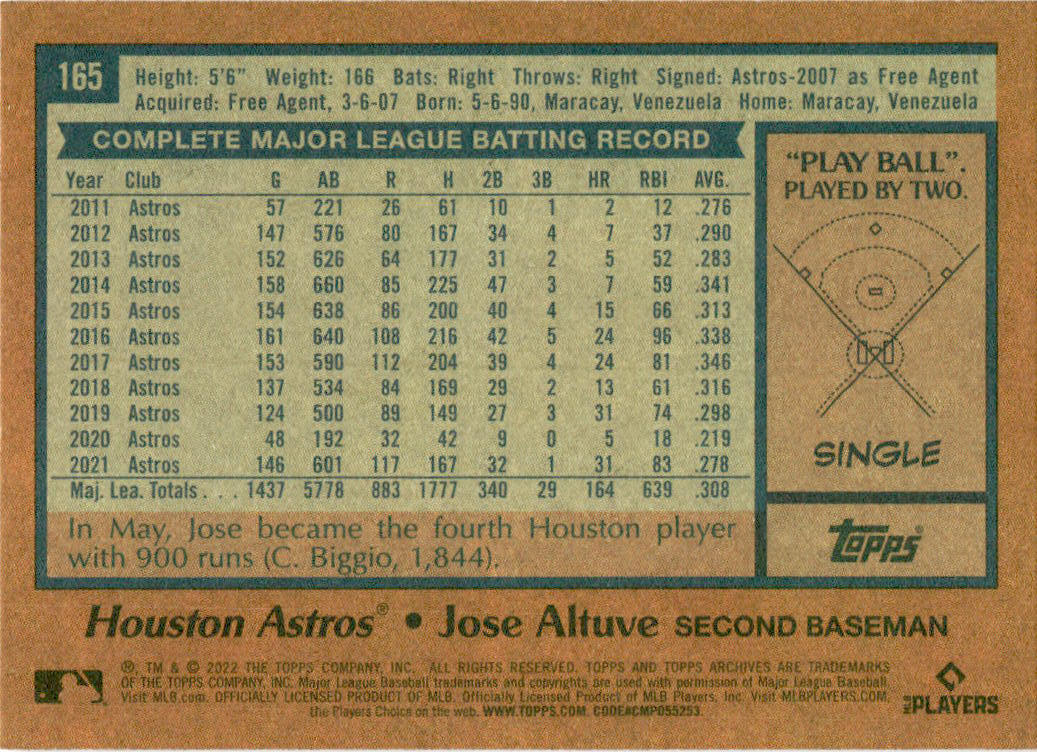 165
Height: 5'6" Weight: 166 Bats: Right Throws: Right Signed: Astros-2007 as Free Agent
Acquired: Free Agent, 3-6-07 Born: 5-6-90, Maracay, Venezuela Home: Maracay, Venezuela
COMPLETE MAJOR LEAGUE BATTING RECORD
Year Club G AB R H 2B 3B HR RBI AVG.
2011 Astros 57 221 26 61 10 1 2 12 .276
2012 Astros 147 576 80 167 34 4 7 37 .290
2013 Astros 152 626 64 177 31 2 5 52 .283
2014 Astros 158 660 85 225 47 3 7 59 .341
2015 Astros 154 638 86 200 40 4 15 66 .313
2016 Astros 161 640 108 216 42 5 24 96 .338
2017 Astros 153 590 112 204 39 4 24 81 .346
2018 Astros 137 534 84 169 29 2 13 61 .316
2019 Astros 124 500 89 149 27 3 31 74 .298
2020 Astros 48 192 32 42 9 0 5 18 .219
2021 Astros 146 601 117 167 32 1 31 83 .278
Maj. Lea. Totals . . . 1437 5778 883 1777 340 29 164 639 .308
In May, Jose became the fourth Houston player
with 900 runs (C. Biggio, 1,844).
"PLAY BALL".
PLAYED BY TWO.
SINGLE
Topps®
Houston Astros® • Jose Altuve SECOND BASEMAN
®, TM & © 2022 THE TOPPS COMPANY, INC. ALL RIGHTS RESERVED. TOPPS AND TOPPS ARCHIVES ARE TRADEMARKS
OF THE TOPPS COMPANY, INC. Major League Baseball trademarks and copyrights are used with permission of Major League Baseball.
Visit MLB.com. OFFICIALLY LICENSED PRODUCT OF MLB. Officially Licensed Product of MLB Players, Inc. Visit MLBPLAYERS.COM,
the Players Choice on the web. WWW.TOPPS.COM. CODE#CMP055253
MLB PLAYERS